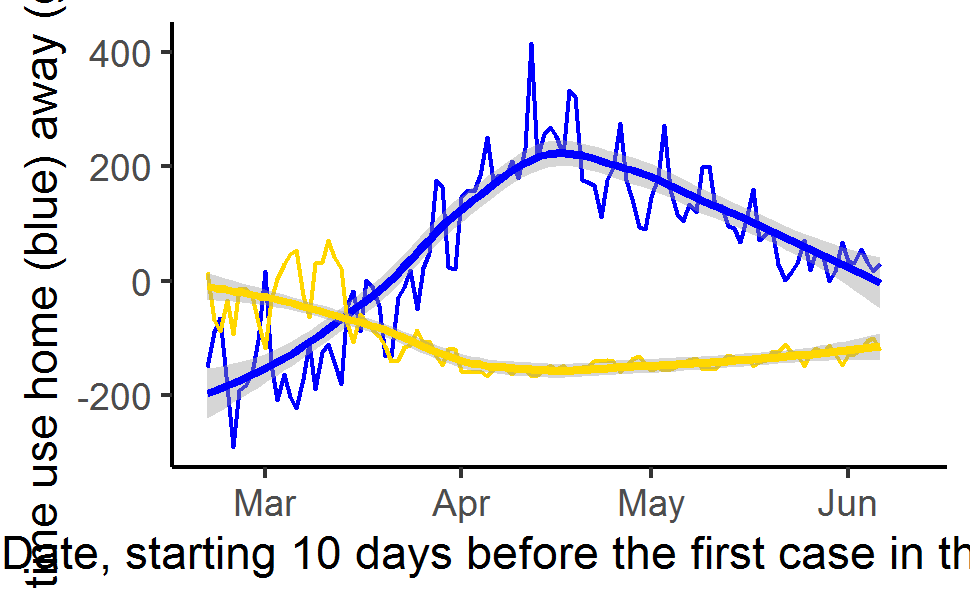 time use home (blue) away (
400
200
0
-200
Mar Apr May Jun
Date, starting 10 days before the first case in th